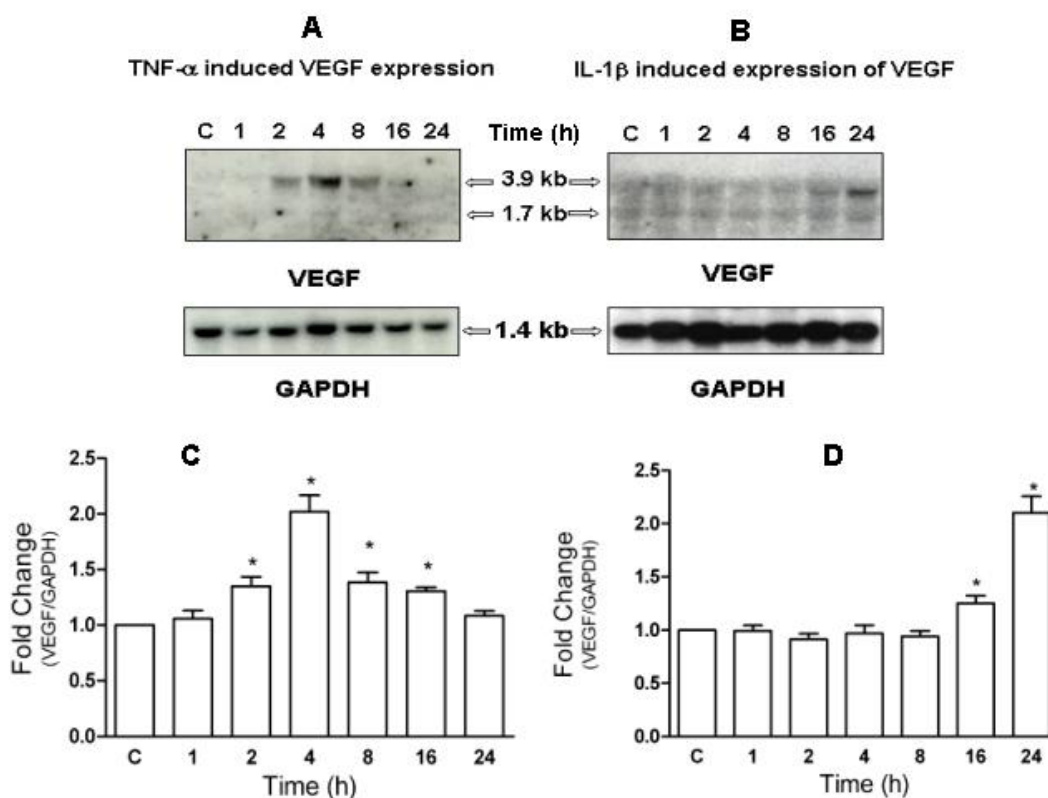 A
TNF-α induced VEGF expression
C 1 2 4 8 16 24
B
IL-1β induced expression of VEGF
C 1 2 4 8 16 24
Time (h)
3.9 kb
1.7 kb
VEGF
VEGF
1.4 kb
GAPDH
GAPDH
C
Fold Change
(VEGF/GAPDH)
2.5
2.0
1.5
1.0
0.5
0.0
* * * *
C 1 2 4 8 16 24
Time (h)
D
Fold Change
(VEGF/GAPDH)
2.5
2.0
1.5
1.0
0.5
0.0
* *
C 1 2 4 8 16 24
Time (h)